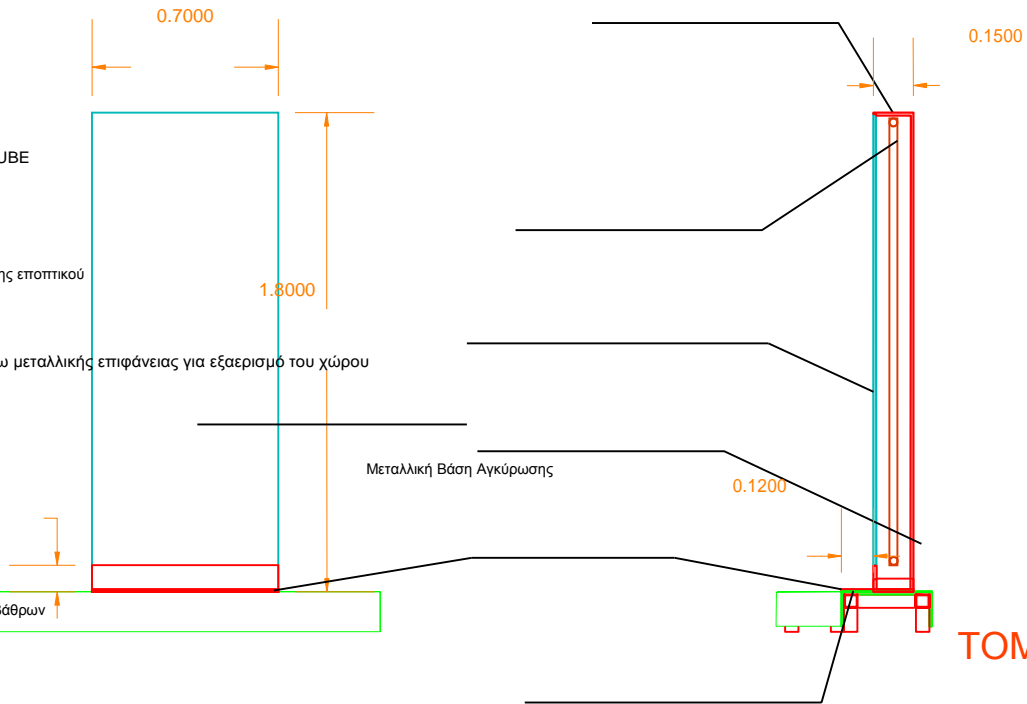 0.7000
0.1500
UBE
ης εποπτικού
1.8000
ω μεταλλικής επιφάνειας για εξαερισμό του χώρου
Μεταλλική Βάση Αγκύρωσης
0.1200
βάθρων
ΤΟΜ